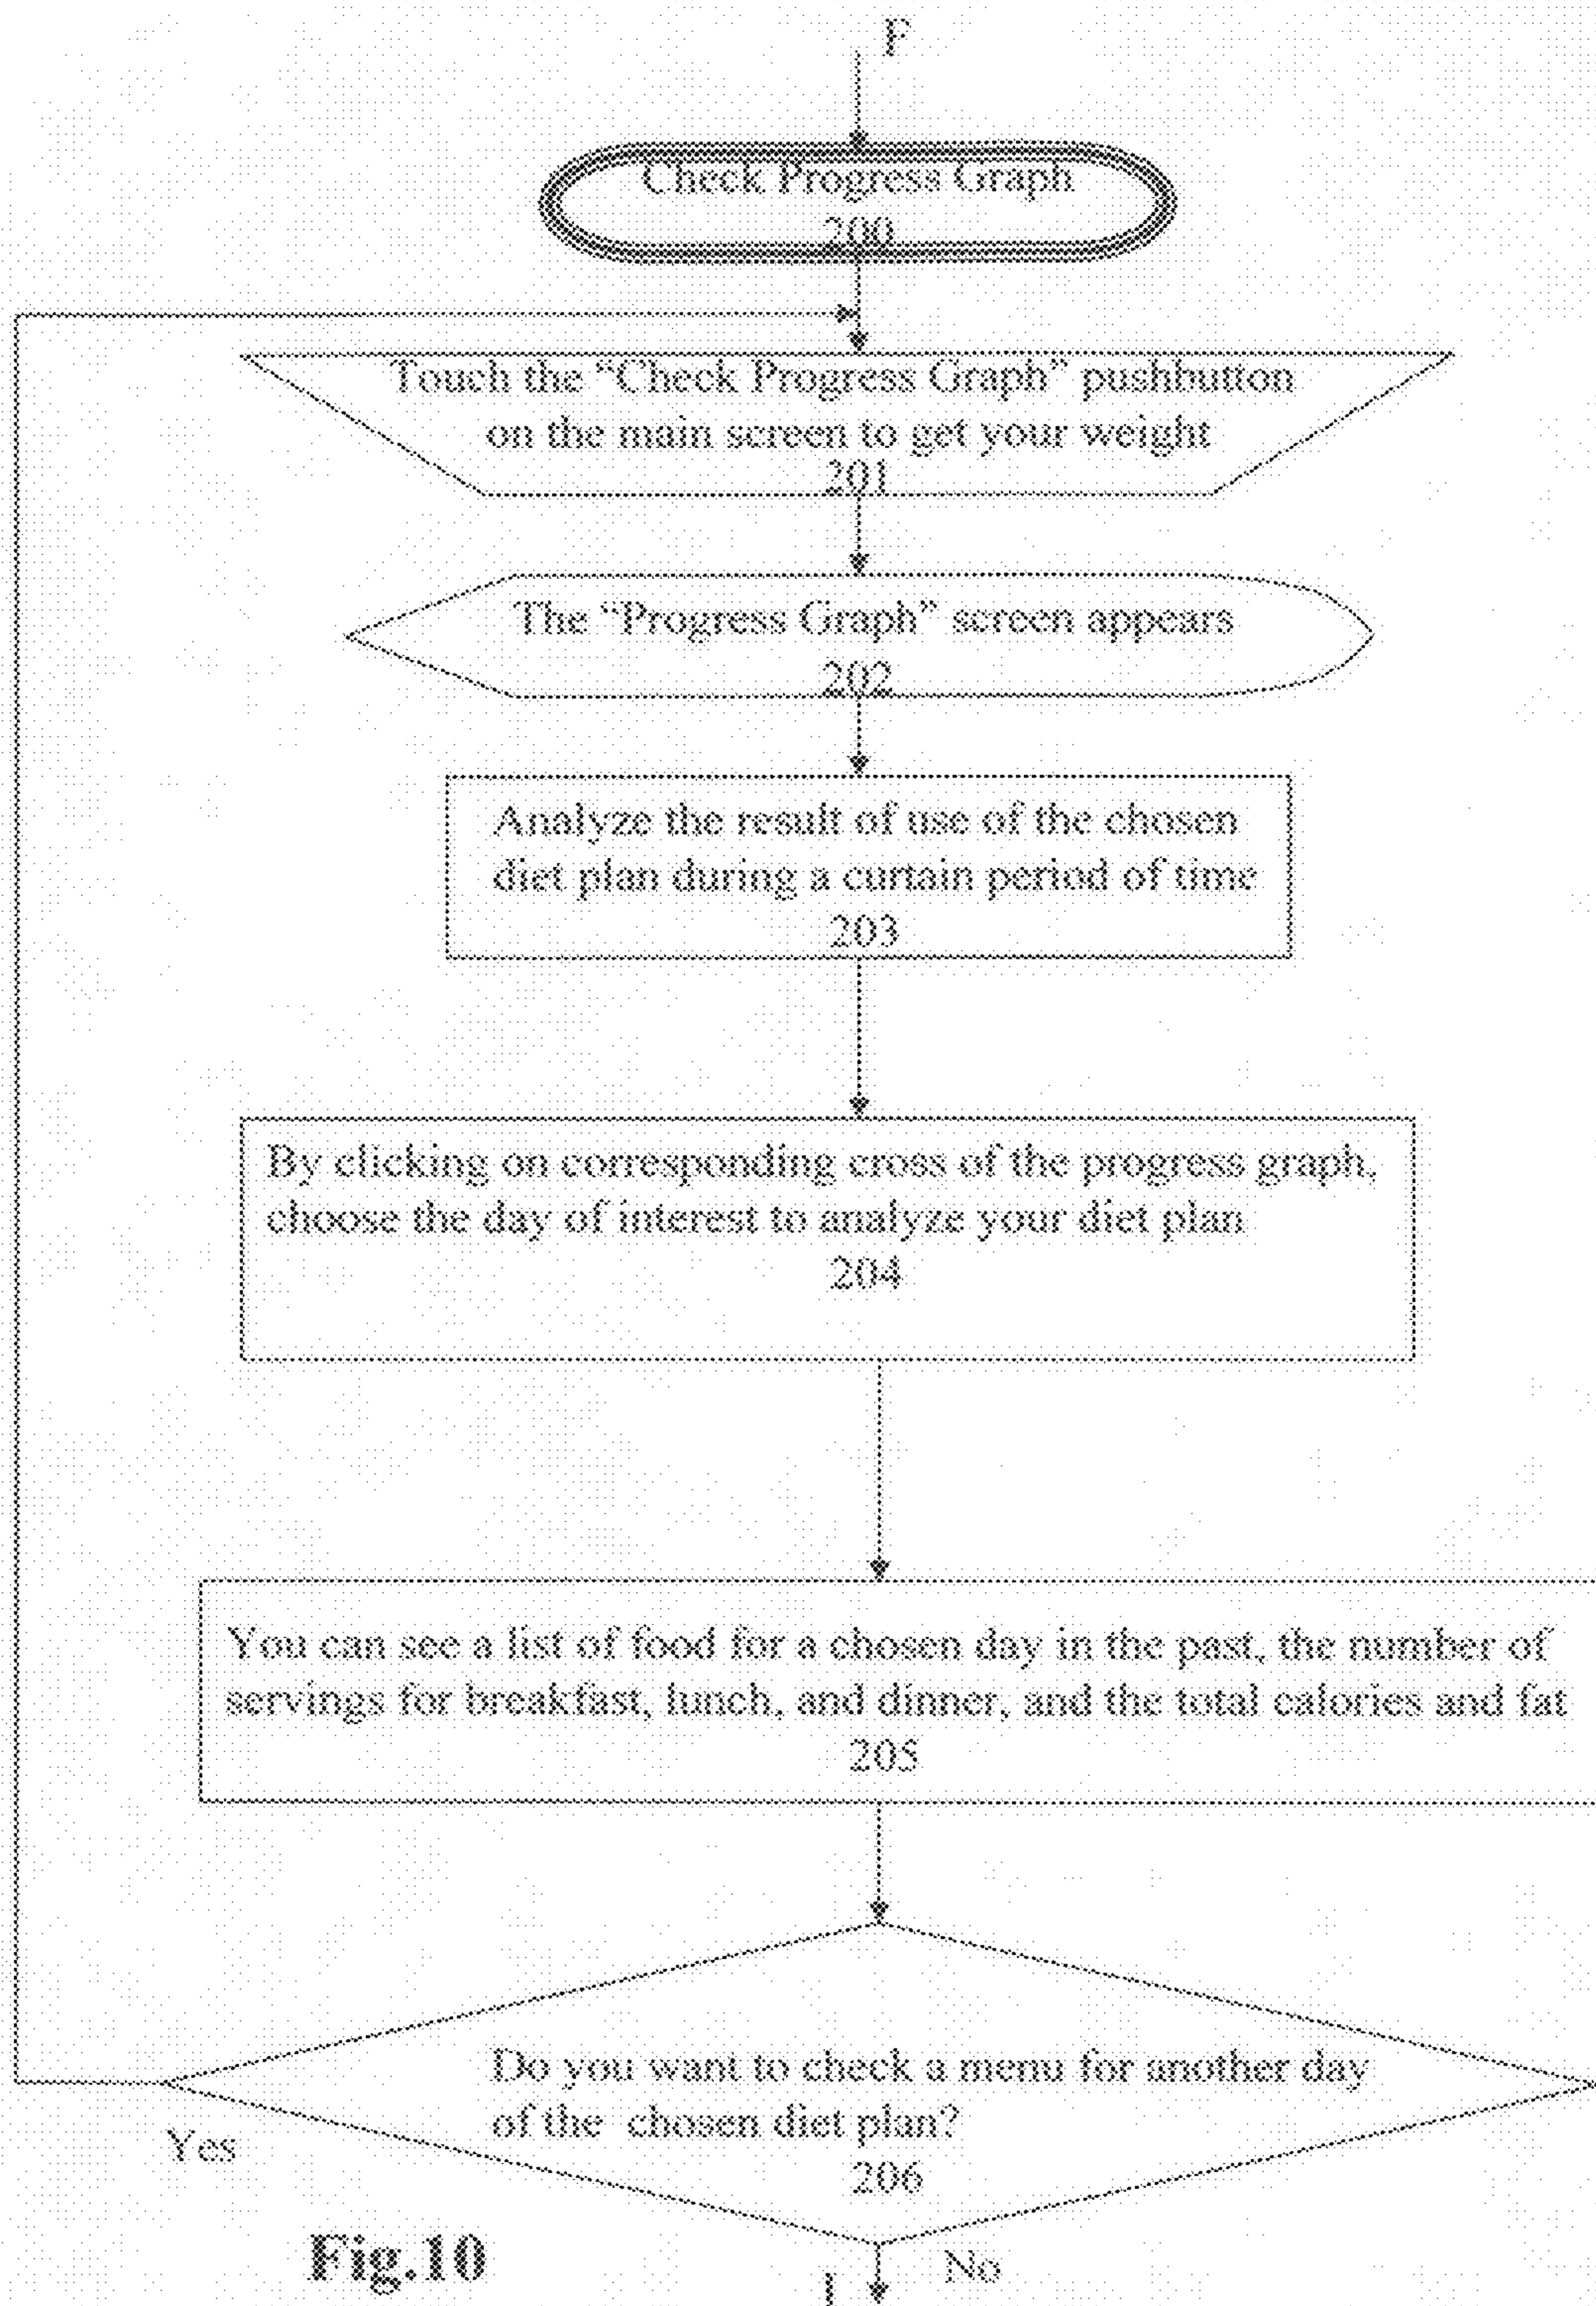 F
Check Progress Graph
200
Touch the “Check Progress Graph” pushbutton
on the main screen to get your weight
201
The “Progress Graph” screen appears
202
Analyze the result of use of the chosen
diet plan during a curtain period of time
203
By clicking on corresponding cross of the progress graph,
choose the day of interest to analyze your diet plan
204
You can see a list of food for a chosen day in the past, the number of
servings for breakfast, lunch, and dinner, and the total calories and fat
205
Do you want to check a menu for another day
of the chosen diet plan?
206
Yes
No
Fig.10